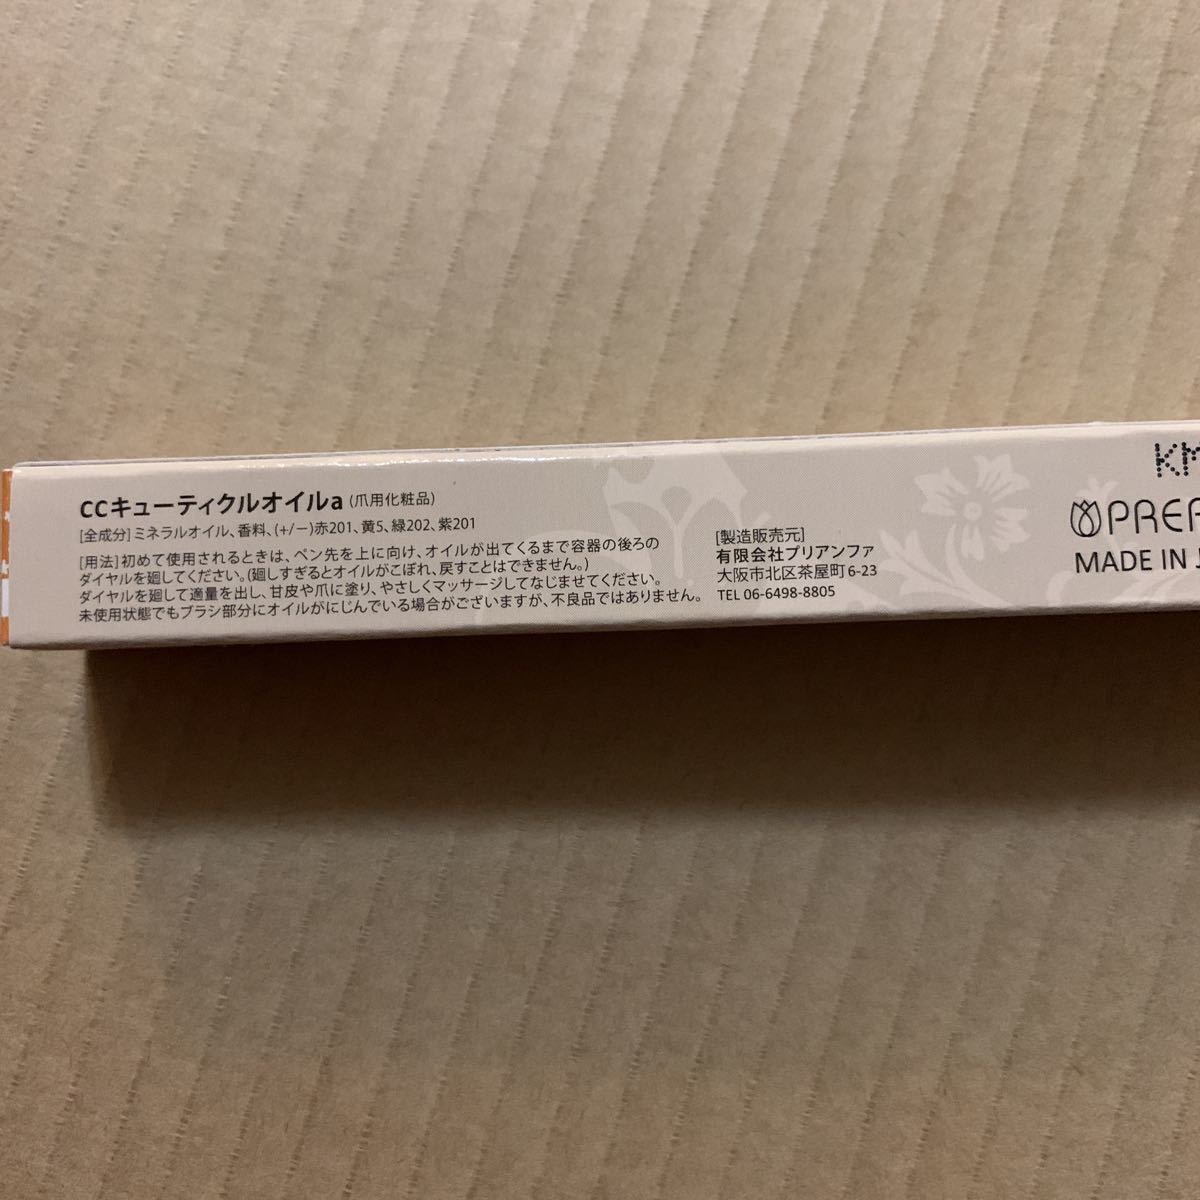 CCキューティクルオイルa (爪用化粧品)
[全成分]ミネラルオイル、香料、(+/−)赤201、黄5、緑202、紫201
[用法]初めて使用されるときは、ペン先を上に向け、オイルが出てくるまで容器の後ろの
ダイヤルを廻してください。(廻しすぎるとオイルがこぼれ、戻すことはできません。)
ダイヤルを廻して適量を出し、甘皮や爪に塗り、やさしくマッサージしてなじませてください。
未使用状態でもブラシ部分にオイルがにじんでいる場合がございますが、不良品ではありません。
[製造販売元]
有限会社プリアンファ
大阪市北区茶屋町6-23
TEL 06-6498-8805
KM
PREA
MADE IN J